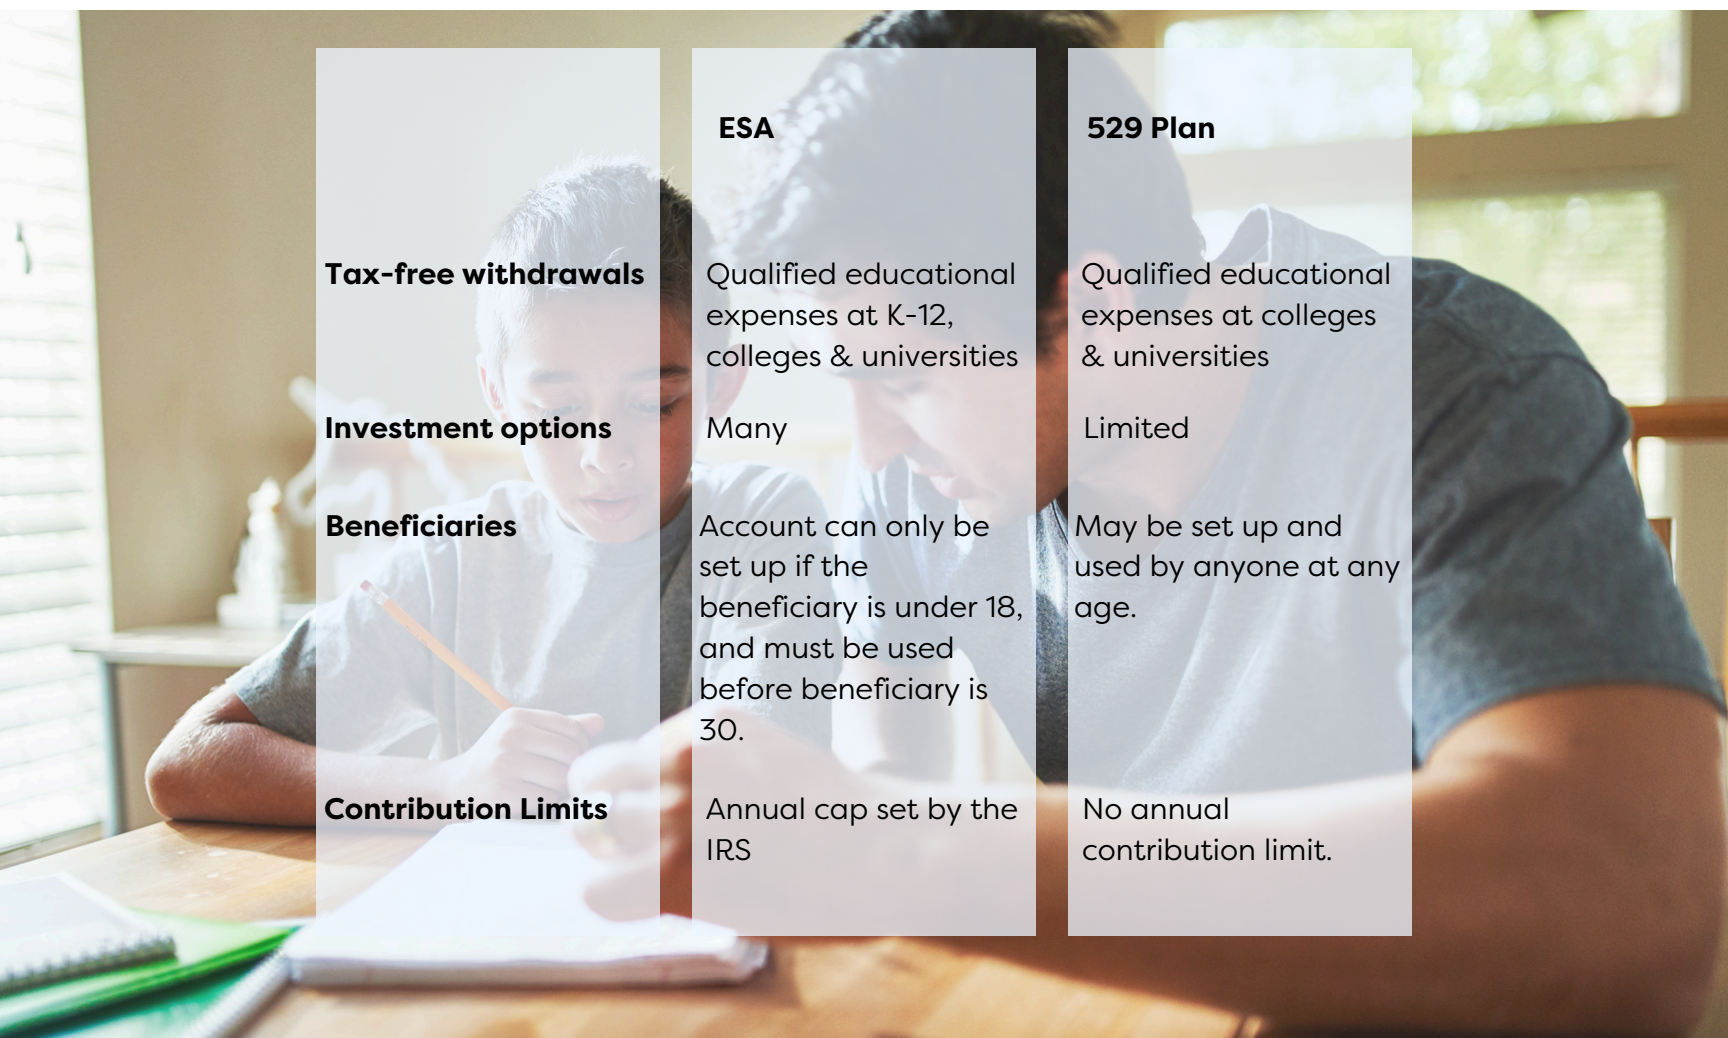 ESA
529 Plan
Tax-free withdrawals
Qualified educational
expenses at K-12,
colleges & universities
Qualified educational
expenses at colleges
& universities
Investment options
Many
Limited
Beneficiaries
Account can only be
set up if the
beneficiary is under 18,
and must be used
before beneficiary is
30.
May be set up and
used by anyone at any
age.
Contribution Limits
Annual cap set by the
IRS
No annual
contribution limit.